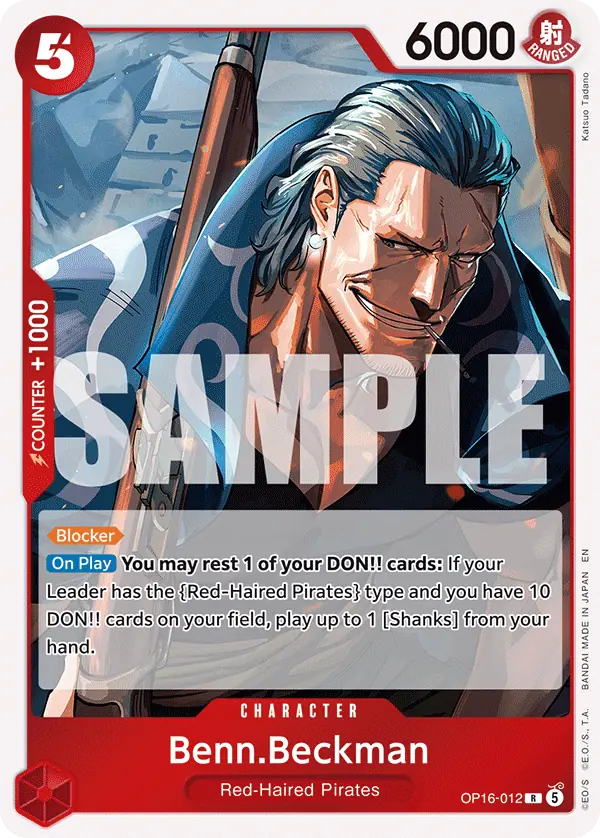 5
6000
射
RANGED
Katsuo Tadano
COUNTER +1000
SAMPLE
Blocker
On Play You may rest 1 of your DON!! cards: If your
Leader has the {Red-Haired Pirates} type and you have 10
DON!! cards on your field, play up to 1 [Shanks] from your
hand.
CHARACTER
Benn.Beckman
Red-Haired Pirates
OP16-012 R 5
©EO/S ©E.O./S., T.A. BANDAI MADE IN JAPAN EN